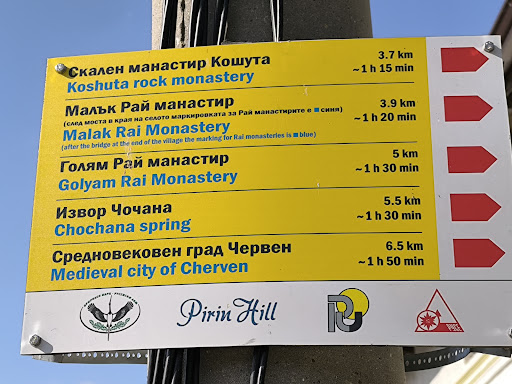 Скален манастир Кошута 3.7 km
Koshuta rock monastery ~1 h 15 min
Малък Рай манастир 3.9 km
(след моста в края на селото маркировката за Рай манастирите е ■ синя)
Malak Rai Monastery ~1 h 20 min
(after the bridge at the end of the village the marking for Rai monasteries is ■ blue)
Голям Рай манастир 5 km
Golyam Rai Monastery ~1 h 30 min
Извор Чочана 5.5 km
Chochana spring ~1 h 30 min
Средновековен град Червен 6.5 km
Medieval city of Cherven ~1 h 50 min
Pirin Hill